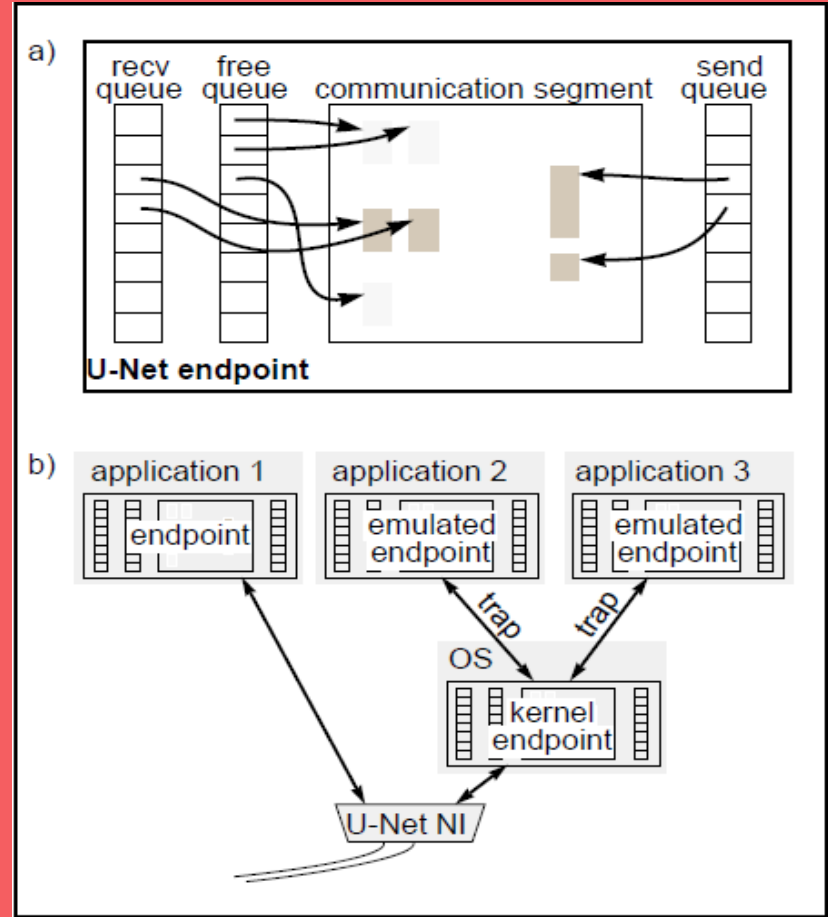 a)
recv queue
free queue
communication segment
send queue
U-Net endpoint
b)
application 1
application 2
application 3
endpoint
emulated endpoint
emulated endpoint
trap
trap
OS
kernel endpoint
U-Net NI